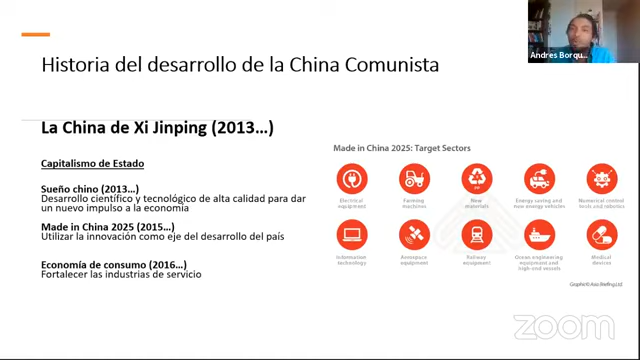 Andres Borqu...
Historia del desarrollo de la China Comunista
La China de Xi Jinping (2013...)
Capitalismo de Estado
Sueño chino (2013...)
Desarrollo científico y tecnológico de alta calidad para dar
un nuevo impulso a la economía
Made in China 2025 (2015...)
Utilizar la innovación como eje del desarrollo del país
Economía de consumo (2016...)
Fortalecer las industrias de servicio
Made in China 2025: Target Sectors
Electrical
equipment
Farming
machines
New
materials
Energy saving and
new energy vehicles
Numerical control
tools and robotics
Information
technology
Aerospace
equipment
Railway
equipment
Ocean engineering
equipment and
high-end vessels
Medical
devices
Graphic© Asia Briefing Ltd.
zoom